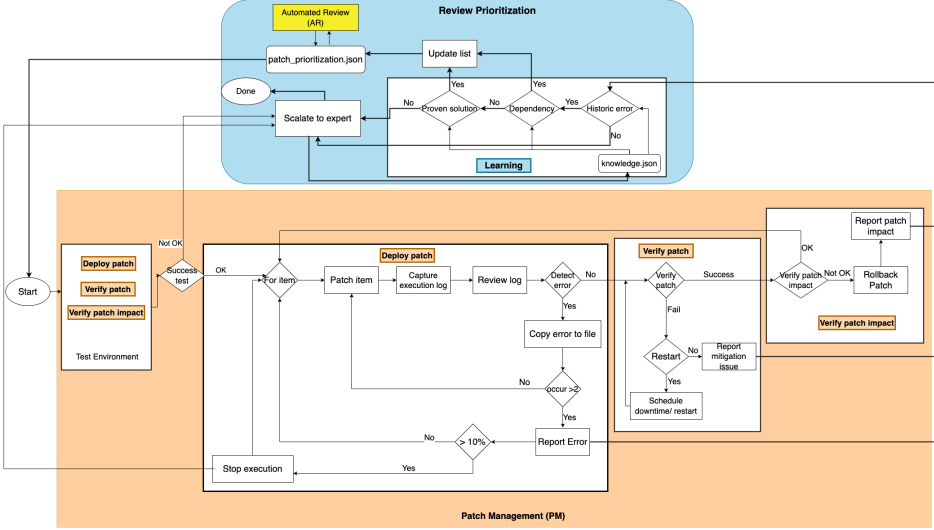 Review Prioritization
Automated Review
(AR)
patch_prioritization.json
Update list
Done
Scalate to expert
Yes
Yes
No
Proven solution
No
Dependency
Yes
Historic error
No
knowledge.json
Learning
Not OK
Start
Deploy patch
Verify patch
Verify patch impact
Test Environment
Success
test
OK
Deploy patch
For item
Patch item
Capture
execution log
Review log
Detect
error
No
Yes
Copy error to file
No
occur >2
Yes
Report Error
> 10%
No
Yes
Stop execution
Verify patch
Verify
patch
Success
Fail
Restart
No
Report
mitigation
issue
Yes
Schedule
downtime/ restart
Report patch
impact
OK
Verify patch
impact
Not OK
Rollback
Patch
Verify patch impact
Patch Management (PM)